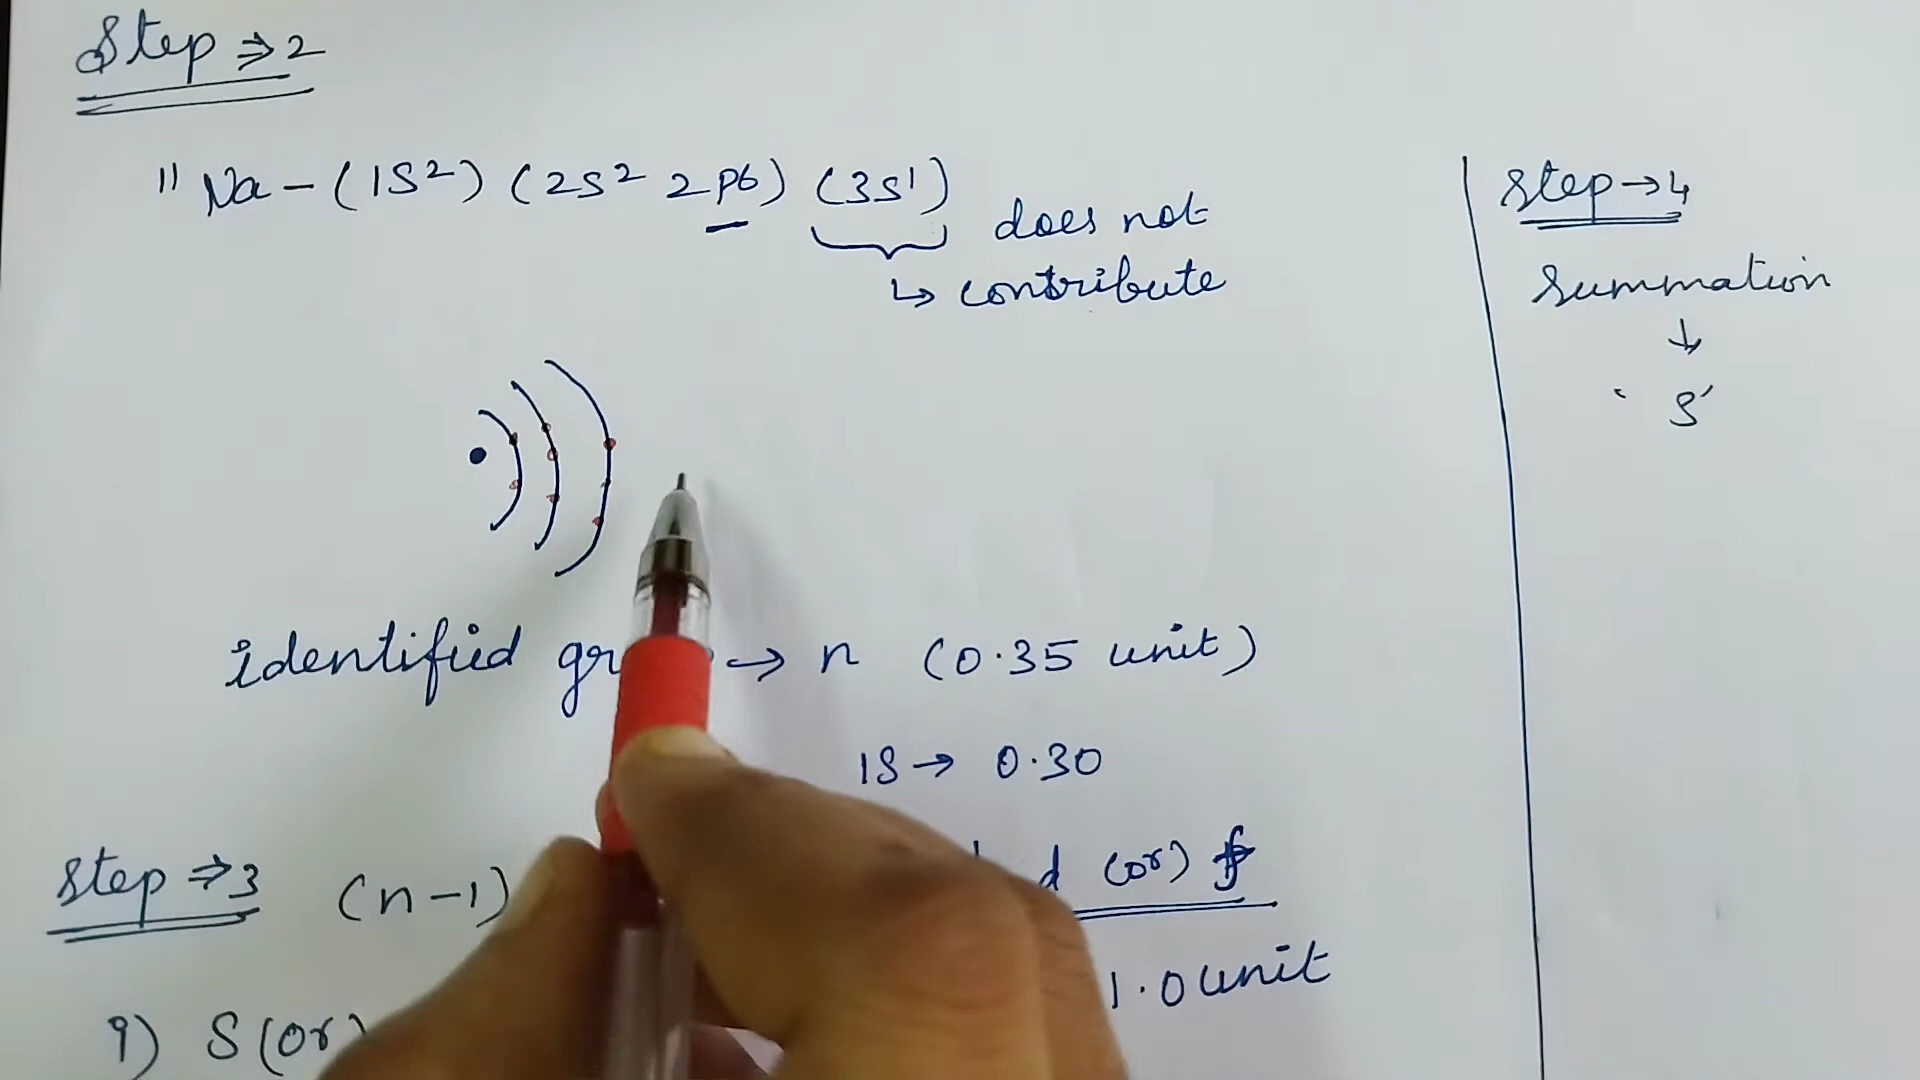 Step ⇒ 2
11 Na - (1S²) (2S² 2P6) (3S¹)
does not
↳ contribute
identified → n (0.35 unit)
1S → 0.30
Step ⇒ 3 (n-1)
d (or) f
1.0 unit
i) S (or)
Step → 4
Summation
↓
'S'